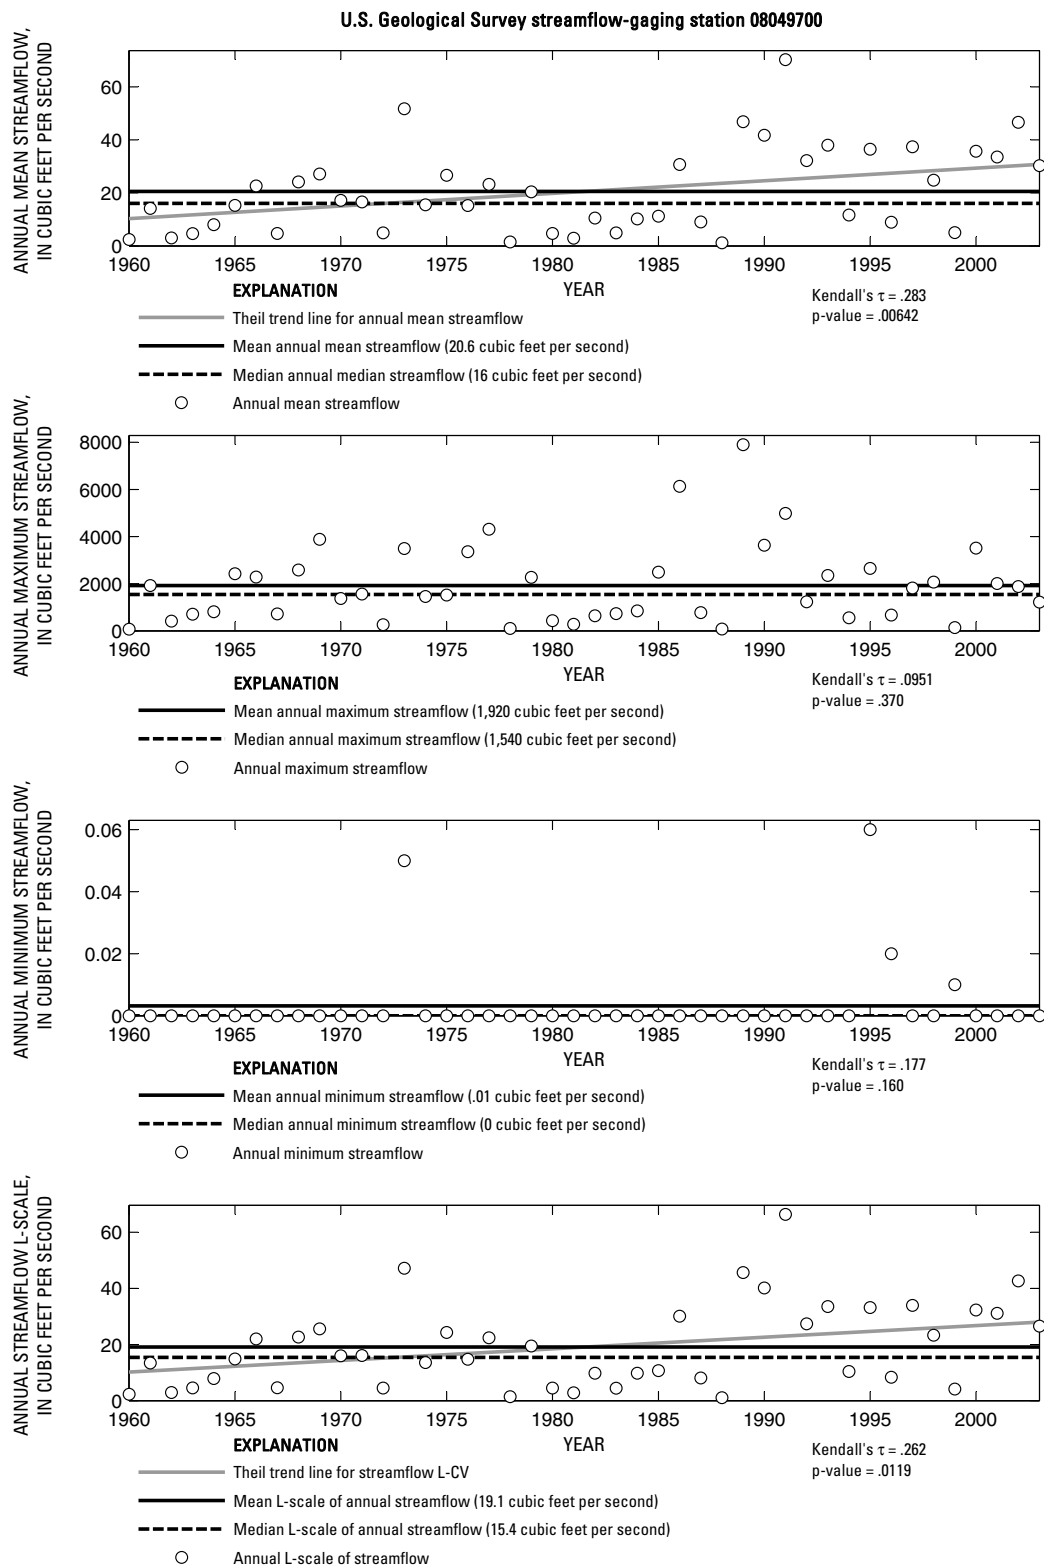 U.S. Geological Survey streamflow-gaging station 08049700
ANNUAL MEAN STREAMFLOW,
IN CUBIC FEET PER SECOND
60
40
20
0
1960 1965 1970 1975 1980 1985 1990 1995 2000
YEAR
EXPLANATION
Theil trend line for annual mean streamflow
Mean annual mean streamflow (20.6 cubic feet per second)
Median annual median streamflow (16 cubic feet per second)
Annual mean streamflow
Kendall's τ = .283
p-value = .00642
ANNUAL MAXIMUM STREAMFLOW,
IN CUBIC FEET PER SECOND
8000
6000
4000
2000
0
1960 1965 1970 1975 1980 1985 1990 1995 2000
YEAR
EXPLANATION
Mean annual maximum streamflow (1,920 cubic feet per second)
Median annual maximum streamflow (1,540 cubic feet per second)
Annual maximum streamflow
Kendall's τ = .0951
p-value = .370
ANNUAL MINIMUM STREAMFLOW,
IN CUBIC FEET PER SECOND
0.06
0.04
0.02
0
1960 1965 1970 1975 1980 1985 1990 1995 2000
YEAR
EXPLANATION
Mean annual minimum streamflow (.01 cubic feet per second)
Median annual minimum streamflow (0 cubic feet per second)
Annual minimum streamflow
Kendall's τ = .177
p-value = .160
ANNUAL STREAMFLOW L-SCALE,
IN CUBIC FEET PER SECOND
60
40
20
0
1960 1965 1970 1975 1980 1985 1990 1995 2000
YEAR
EXPLANATION
Theil trend line for streamflow L-CV
Mean L-scale of annual streamflow (19.1 cubic feet per second)
Median L-scale of annual streamflow (15.4 cubic feet per second)
Annual L-scale of streamflow
Kendall's τ = .262
p-value = .0119